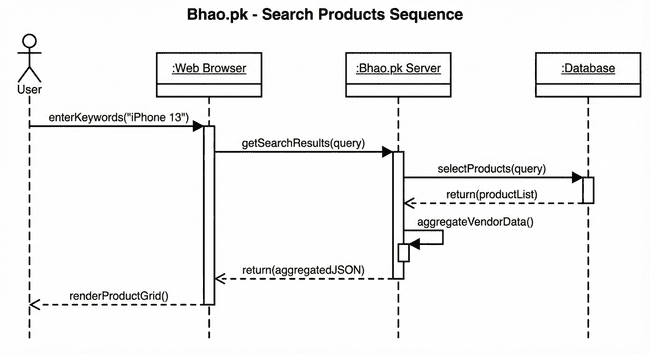 Bhao.pk - Search Products Sequence
User
:Web Browser
:Bhao.pk Server
:Database
enterKeywords("iPhone 13")
getSearchResults(query)
selectProducts(query)
return(productList)
aggregateVendorData()
return(aggregatedJSON)
renderProductGrid()